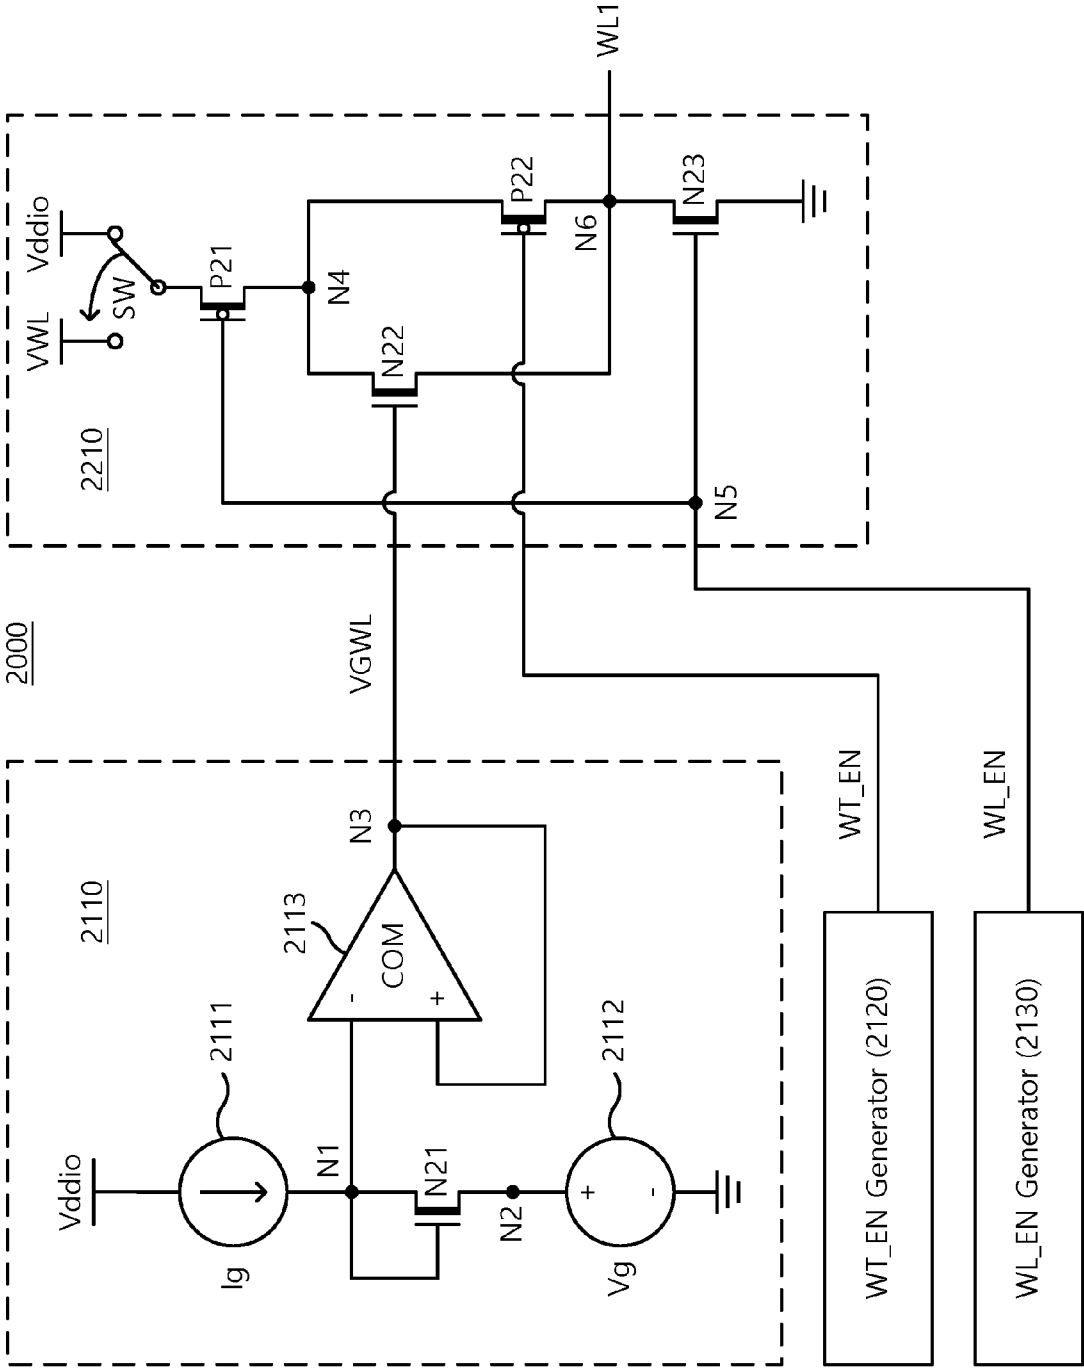 2000
2110
Vddio
2111
Ig
N1
N21
N2
2112
+
-
Vg
2113
COM
-
+
N3
VGWL
2210
VWL
Vddio
SW
P21
N4
N22
P22
N6
WL1
N23
N5
WT_EN
WL_EN
WT_EN Generator (2120)
WL_EN Generator (2130)